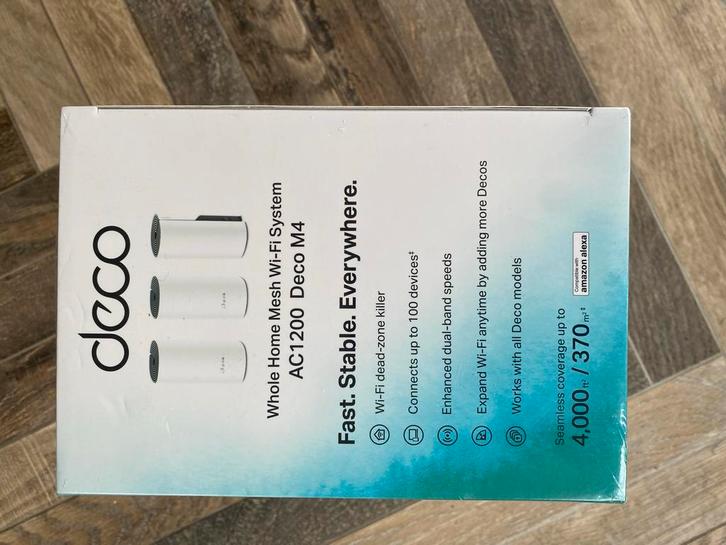 deco
Whole Home Mesh Wi-Fi System
AC1200 Deco M4
Fast. Stable. Everywhere.
Wi-Fi dead-zone killer
Connects up to 100 devices‡
Enhanced dual-band speeds
Expand Wi-Fi anytime by adding more Decos
Works with all Deco models
Seamless coverage up to
4,000 ft² / 370 m² ‡
Compatible with
amazon alexa